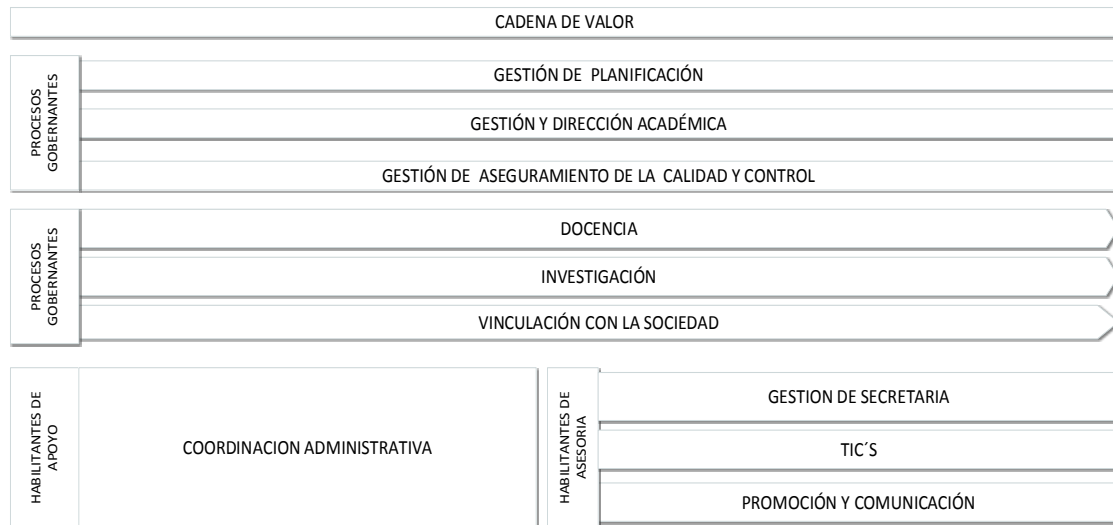 CADENA DE VALOR
PROCESOS
GOBERNANTES
GESTIÓN DE PLANIFICACIÓN
GESTIÓN Y DIRECCIÓN ACADÉMICA
GESTIÓN DE ASEGURAMIENTO DE LA CALIDAD Y CONTROL
PROCESOS
GOBERNANTES
DOCENCIA
INVESTIGACIÓN
VINCULACIÓN CON LA SOCIEDAD
HABILITANTES DE
APOYO
COORDINACION ADMINISTRATIVA
HABILITANTES DE
ASESORIA
GESTION DE SECRETARIA
TIC´S
PROMOCIÓN Y COMUNICACIÓN